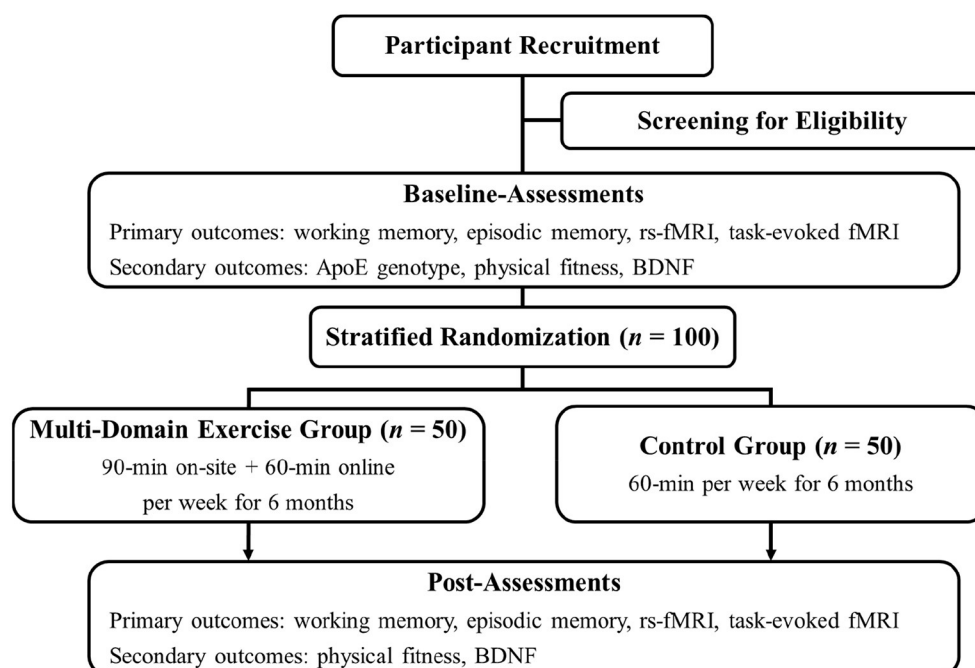 Participant Recruitment
Screening for Eligibility
Baseline-Assessments
Primary outcomes: working memory, episodic memory, rs-fMRI, task-evoked fMRI
Secondary outcomes: ApoE genotype, physical fitness, BDNF
Stratified Randomization (n = 100)
Multi-Domain Exercise Group (n = 50)
90-min on-site + 60-min online
per week for 6 months
Control Group (n = 50)
60-min per week for 6 months
Post-Assessments
Primary outcomes: working memory, episodic memory, rs-fMRI, task-evoked fMRI
Secondary outcomes: physical fitness, BDNF